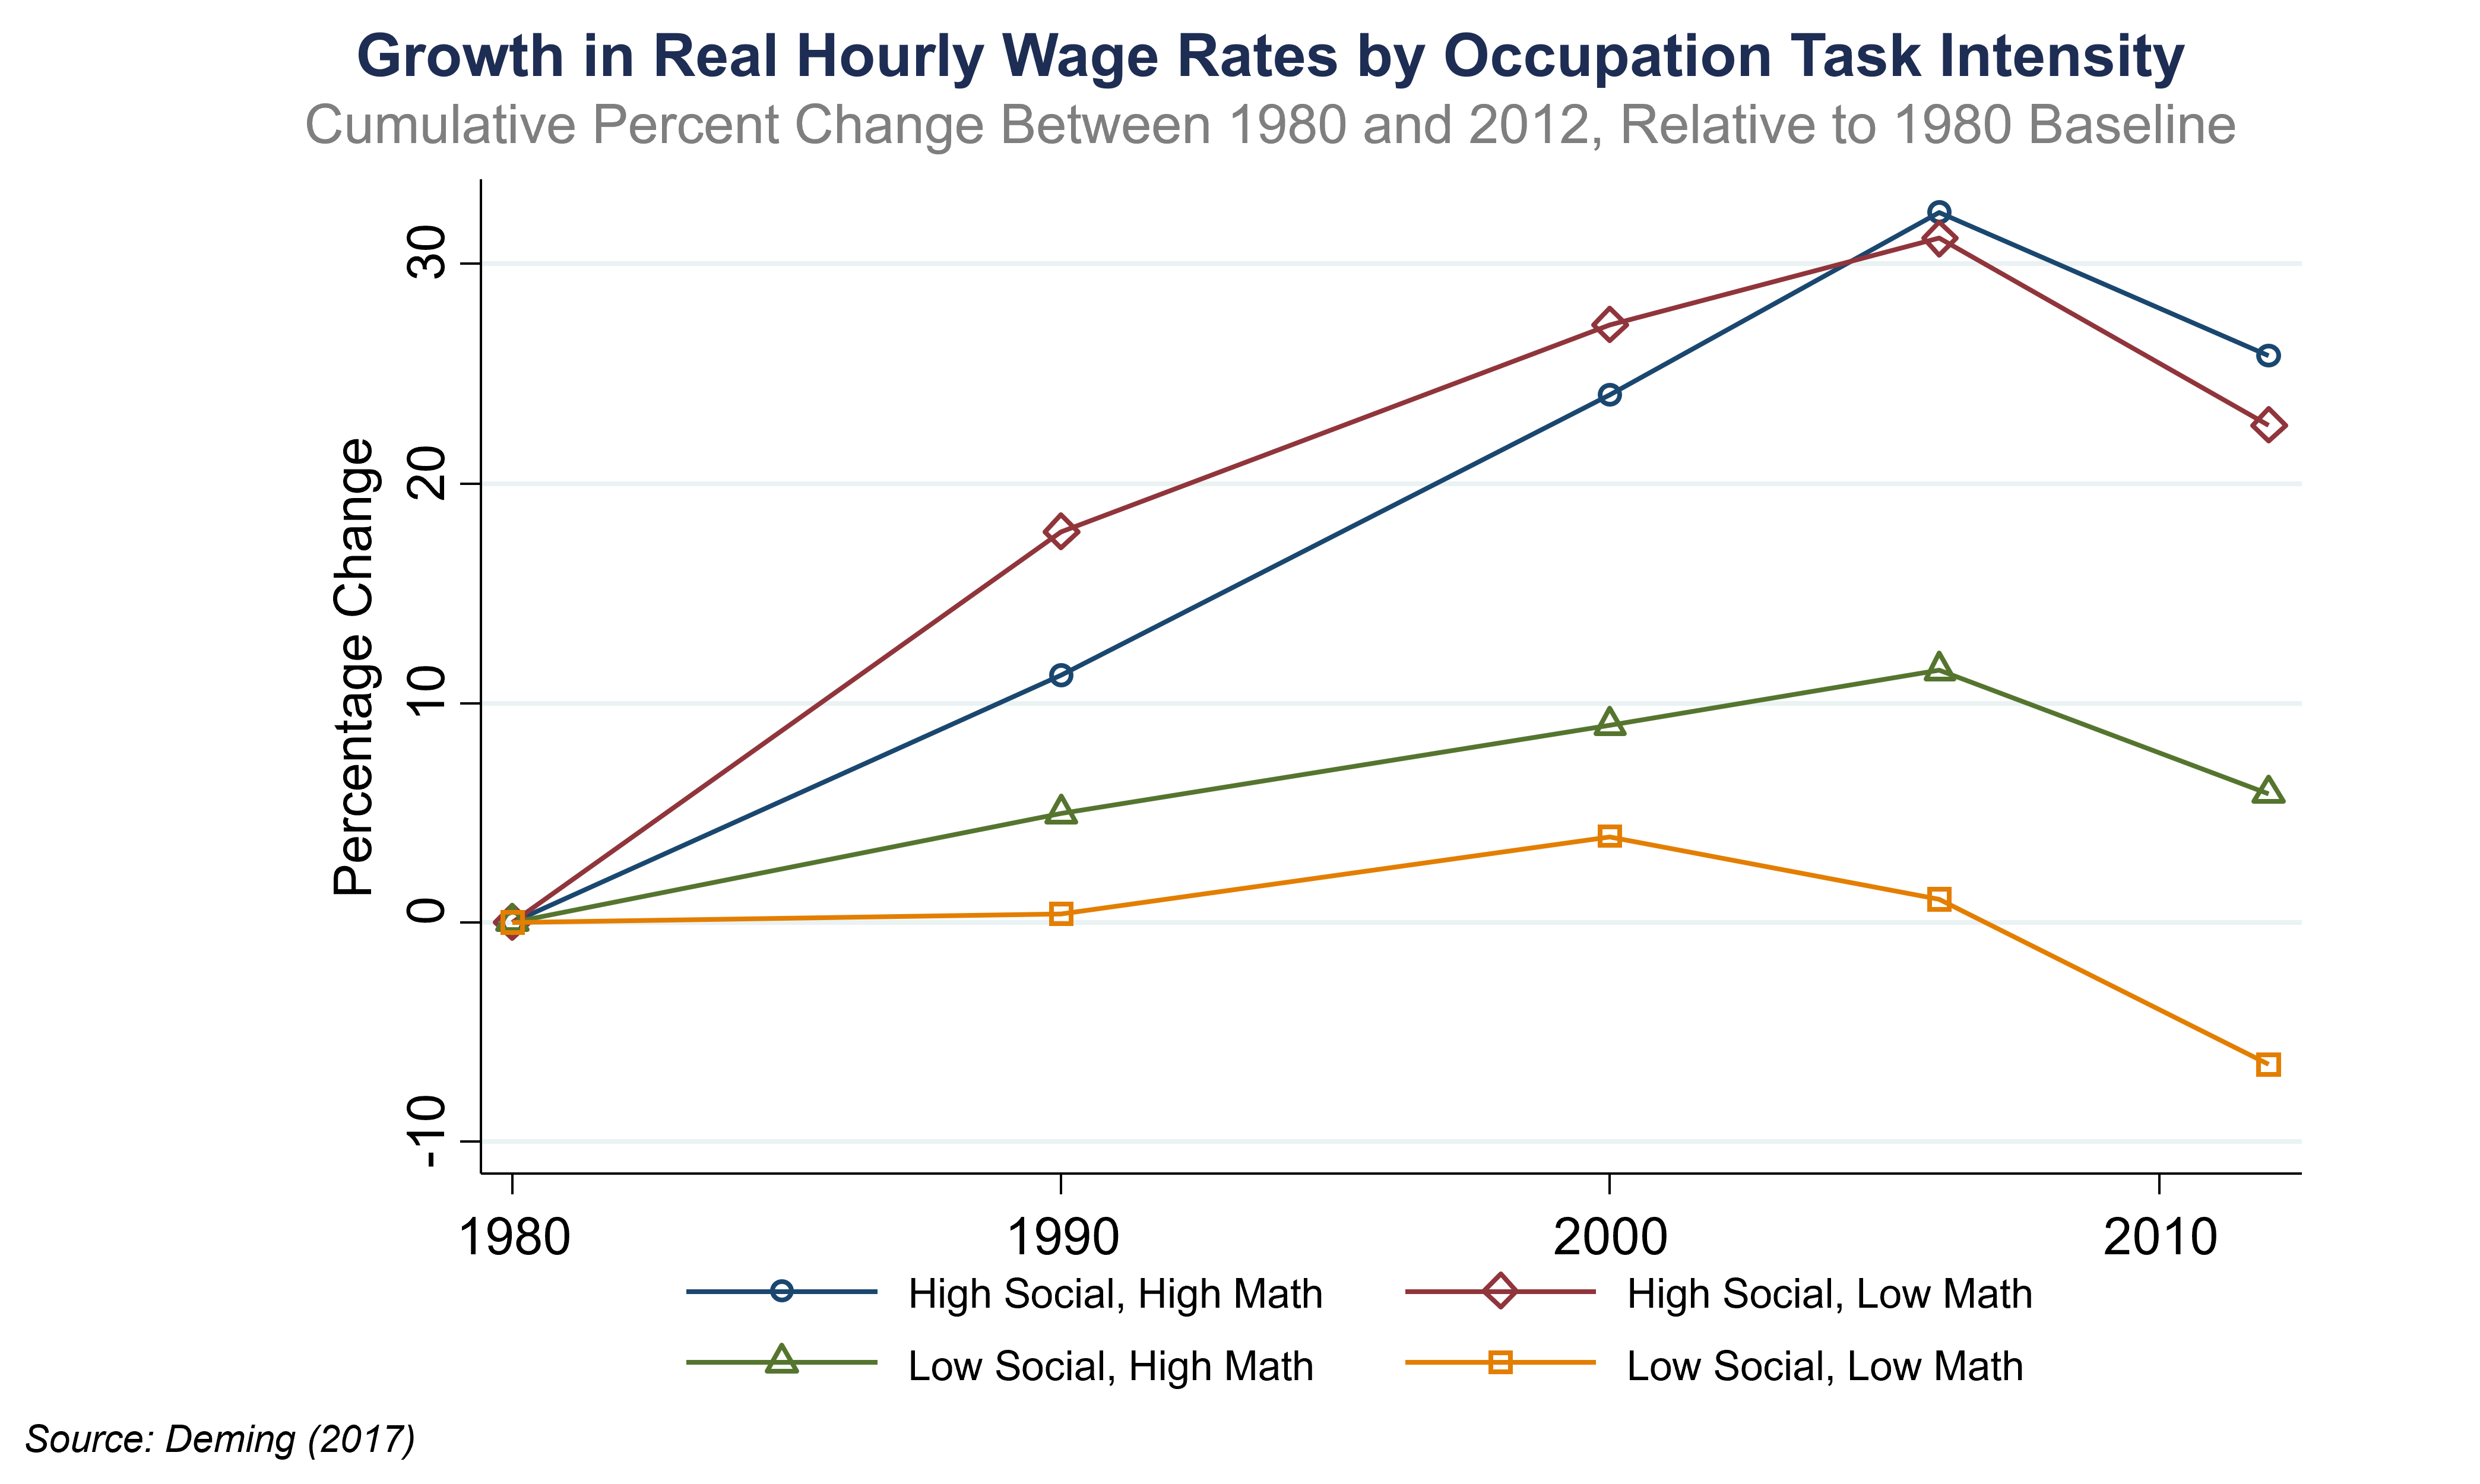 Growth in Real Hourly Wage Rates by Occupation Task Intensity
Cumulative Percent Change Between 1980 and 2012, Relative to 1980 Baseline
Percentage Change
30
20
10
0
-10
1980 1990 2000 2010
High Social, High Math High Social, Low Math
Low Social, High Math Low Social, Low Math
Source: Deming (2017)